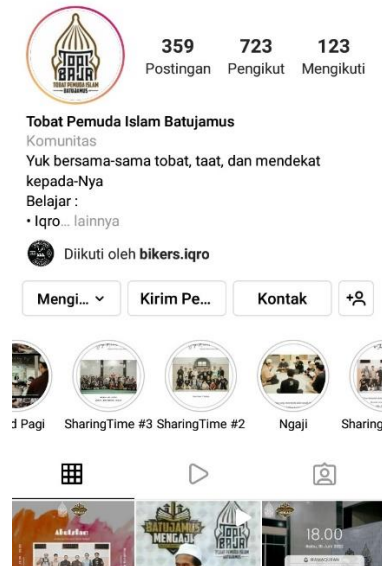 TOPI
BAJA
TOBAT PEMUDA ISLAM
BATUJAMUS
359 723 123
Postingan Pengikut Mengikuti
Tobat Pemuda Islam Batujamus
Komunitas
Yuk bersama-sama tobat, taat, dan mendekat
kepada-Nya
Belajar :
• Iqro... lainnya
Diikuti oleh bikers.iqro
Mengi... Kirim Pe... Kontak
d Pagi SharingTime #3 SharingTime #2 Ngaji Sharing
BATUJAMUS
MENGAJI
18.00